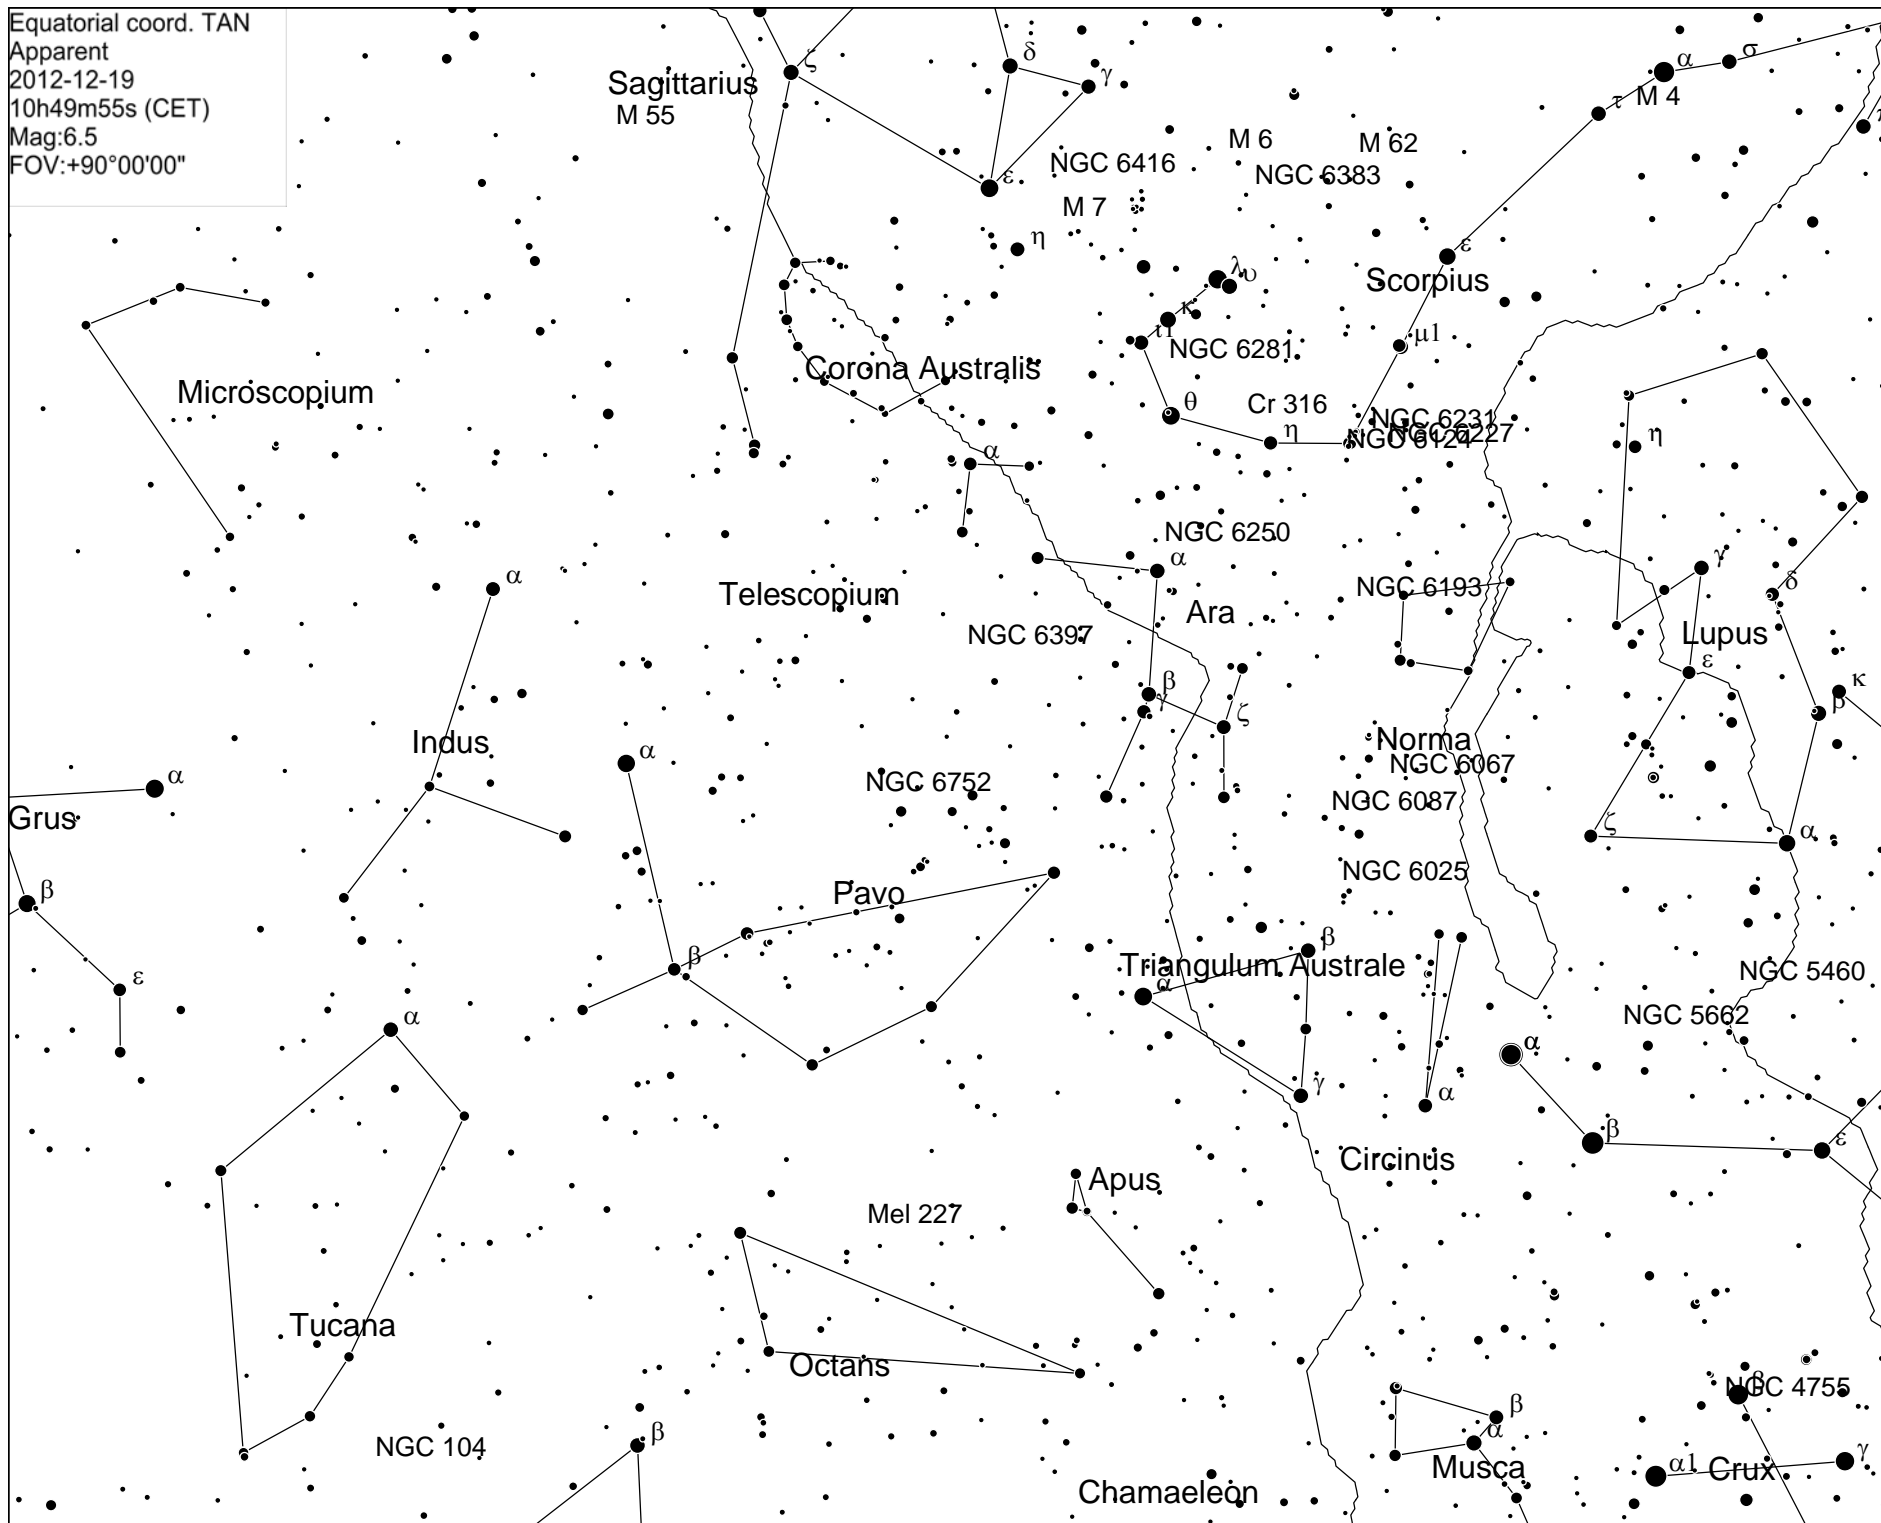 Equatorial coord. TAN
Apparent
2012-12-19
10h49m55s (CET)
Mag:6.5
FOV:+90°00'00"
ζ
δ
γ
α
σ
Sagittarius
M 55
M 4
τ
M 6
M 62
NGC 6416
NGC 6383
ε
M 7
η
ε
λ
υ
Scorpius
κ
ι1
μ1
NGC 6281
Corona Australis
Microscopium
θ
Cr 316
η
NGC 6231
NGC 6227
NGC 6124
η
α
NGC 6250
α
γ
α
δ
NGC 6193
Telescopium
Ara
NGC 6397
Lupus
ε
β
γ
κ
β
ζ
Indus
α
Norma
NGC 6067
α
NGC 6752
NGC 6087
Grus
ζ
α
NGC 6025
Pavo
β
β
β
Triangulum Australe
NGC 5460
ε
α
α
NGC 5662
α
γ
α
β
ε
Circinus
Apus
Mel 227
Tucana
Octans
β
NGC 4755
β
α
β
NGC 104
γ
α1
Crux
Musca
Chamaeleon